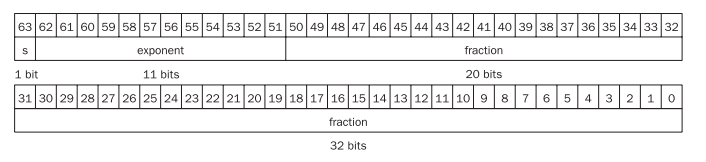 63 62 61 60 59 58 57 56 55 54 53 52 51 50 49 48 47 46 45 44 43 42 41 40 39 38 37 36 35 34 33 32
s exponent fraction
1 bit 11 bits 20 bits
31 30 29 28 27 26 25 24 23 22 21 20 19 18 17 16 15 14 13 12 11 10 9 8 7 6 5 4 3 2 1 0
fraction
32 bits